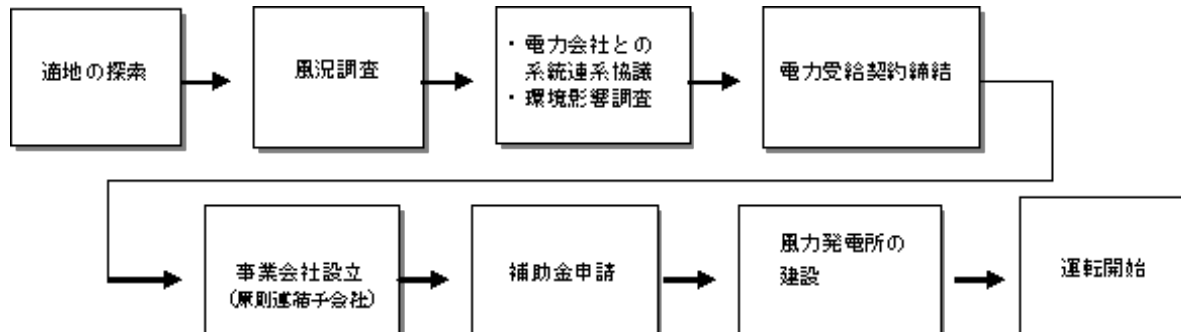 適地の探索
風況調査
・電力会社との
系統連系協議
・環境影響調査
電力受給契約締結
事業会社設立
(原則連結子会社)
補助金申請
風力発電所の
建設
運転開始